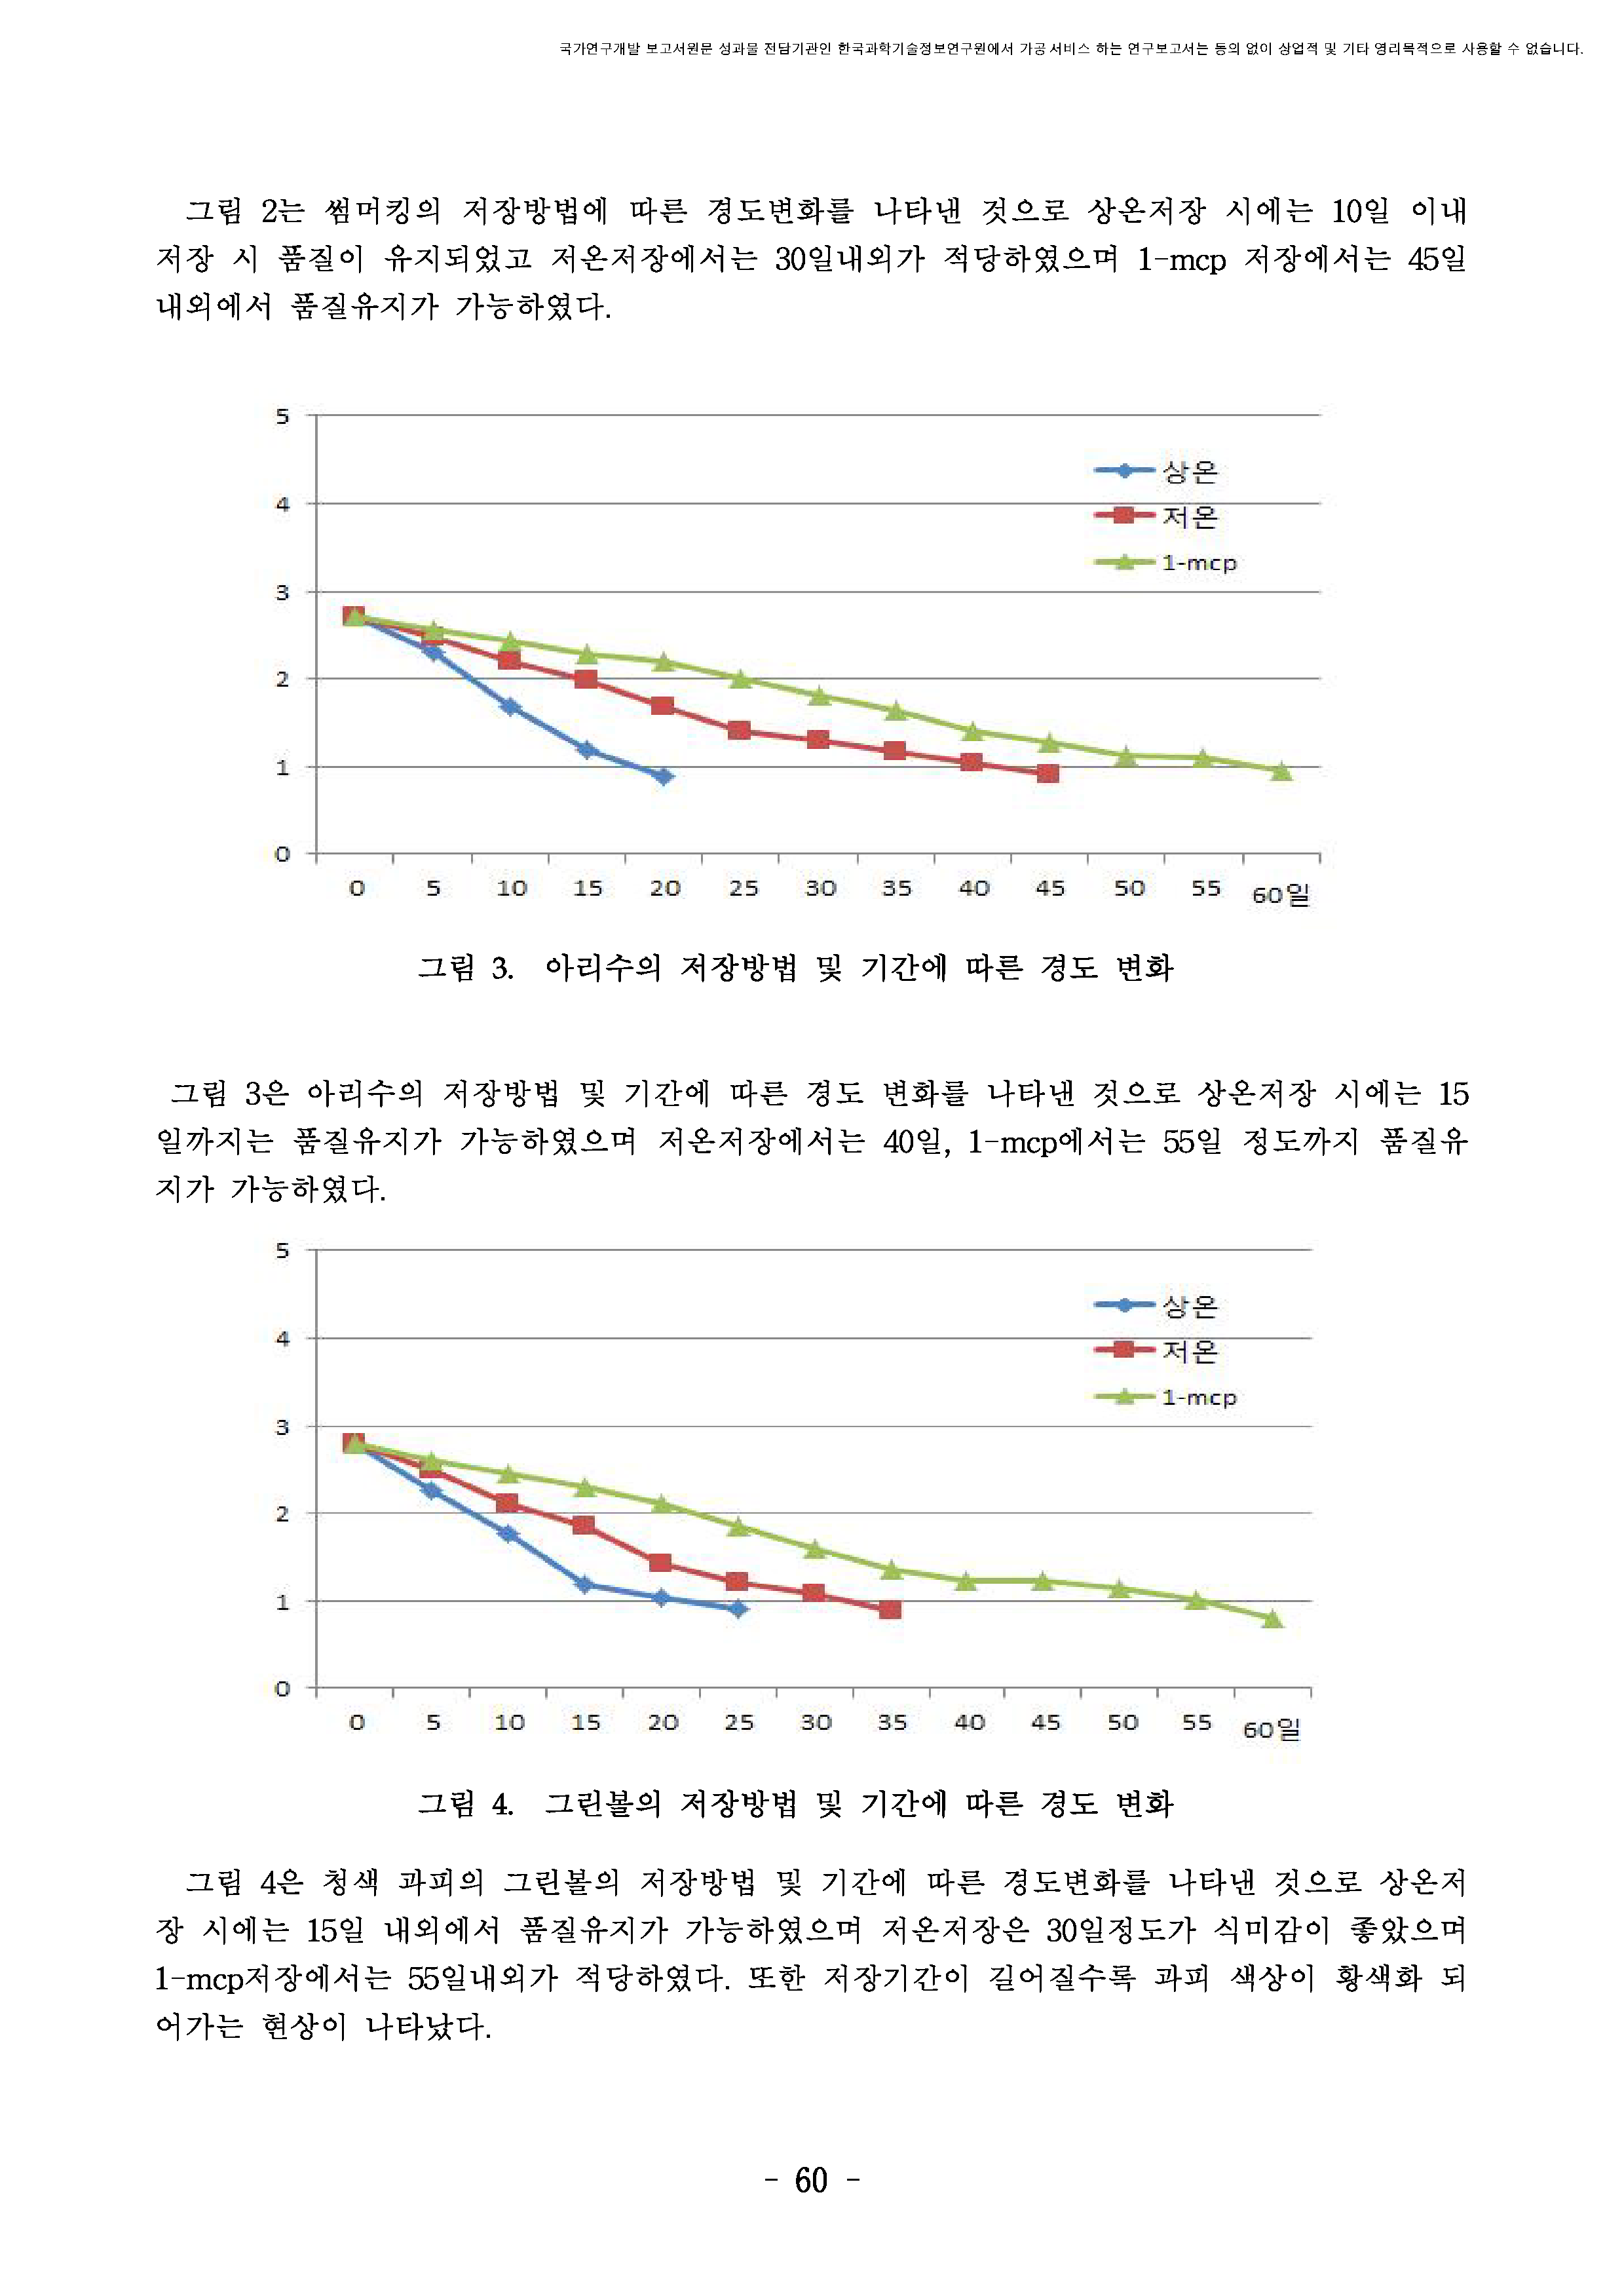 국가연구개발 보고서원문 성과물 전담기관인 한국과학기술정보연구원에서 가공·서비스 하는 연구보고서는 동의 없이 상업적 및 기타 영리목적으로 사용할 수 없습니다.
그림 2는 썸머킹의 저장방법에 따른 경도변화를 나타낸 것으로 상온저장 시에는 10일 이내
저장 시 품질이 유지되었고 저온저장에서는 30일내외가 적당하였으며 1-mcp 저장에서는 45일
내외에서 품질유지가 가능하였다.
5
4
3
2
1
0
상온
저온
1-mcp
0 5 10 15 20 25 30 35 40 45 50 55 60일
그림 3. 아리수의 저장방법 및 기간에 따른 경도 변화
그림 3은 아리수의 저장방법 및 기간에 따른 경도 변화를 나타낸 것으로 상온저장 시에는 15
일까지는 품질유지가 가능하였으며 저온저장에서는 40일, 1-mcp에서는 55일 정도까지 품질유
지가 가능하였다.
5
4
3
2
1
0
상온
저온
1-mcp
0 5 10 15 20 25 30 35 40 45 50 55 60일
그림 4. 그린볼의 저장방법 및 기간에 따른 경도 변화
그림 4은 청색 과피의 그린볼의 저장방법 및 기간에 따른 경도변화를 나타낸 것으로 상온저
장 시에는 15일 내외에서 품질유지가 가능하였으며 저온저장은 30일정도가 식미감이 좋았으며
1-mcp저장에서는 55일내외가 적당하였다. 또한 저장기간이 길어질수록 과피 색상이 황색화 되
어가는 현상이 나타났다.
- 60 -